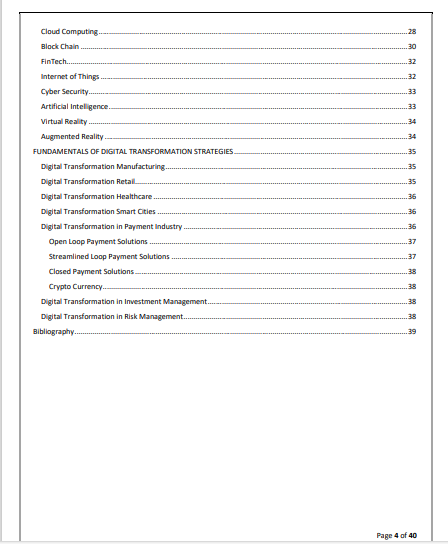 Cloud Computing 28
Block Chain 30
FinTech 32
Internet of Things 32
Cyber Security 33
Artificial Intelligence 33
Virtual Reality 34
Augmented Reality 34
FUNDAMENTALS OF DIGITAL TRANSFORMATION STRATEGIES 35
Digital Transformation Manufacturing 35
Digital Transformation Retail 35
Digital Transformation Healthcare 36
Digital Transformation Smart Cities 36
Digital Transformation in Payment Industry 36
Open Loop Payment Solutions 37
Streamlined Loop Payment Solutions 37
Closed Payment Solutions 38
Crypto Currency 38
Digital Transformation in Investment Management 38
Digital Transformation in Risk Management 38
Bibliography 39
Page 4 of 40